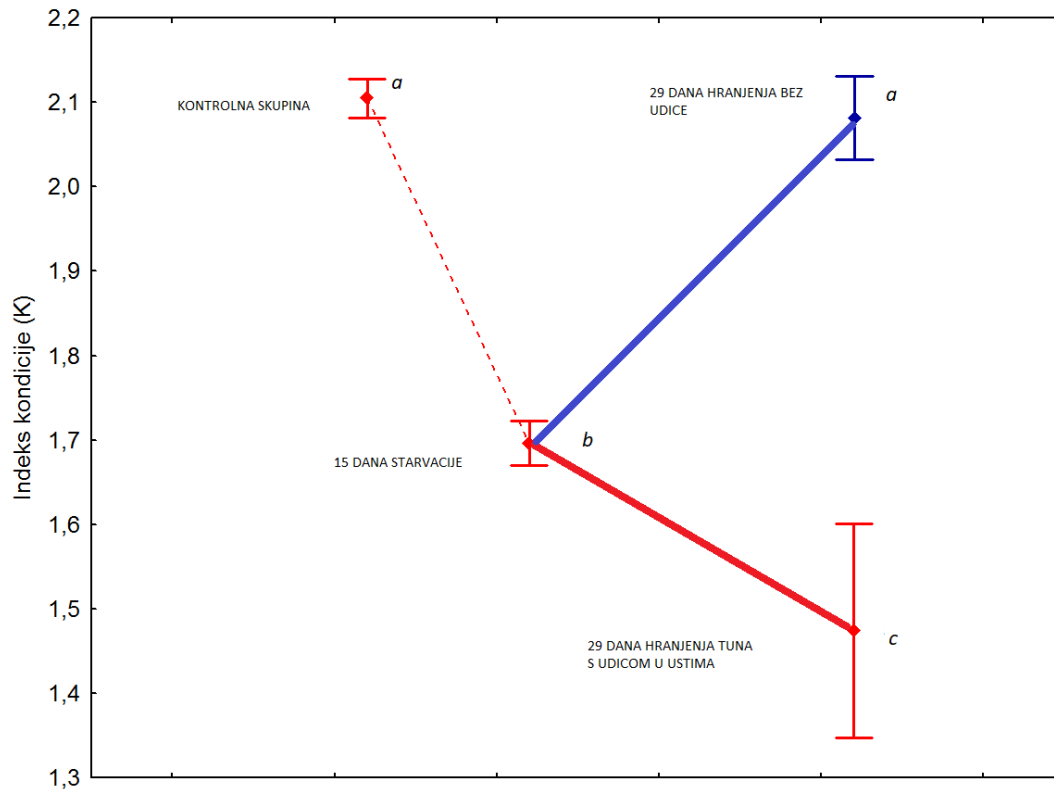 2,2
2,1
2,0
1,9
1,8
1,7
1,6
1,5
1,4
1,3
Indeks kondicije (K)
KONTROLNA SKUPINA
a
29 DANA HRANJENJA BEZ
UDICE
a
15 DANA STARVACIJE
b
29 DANA HRANJENJA TUNA
S UDICOM U USTIMA
c